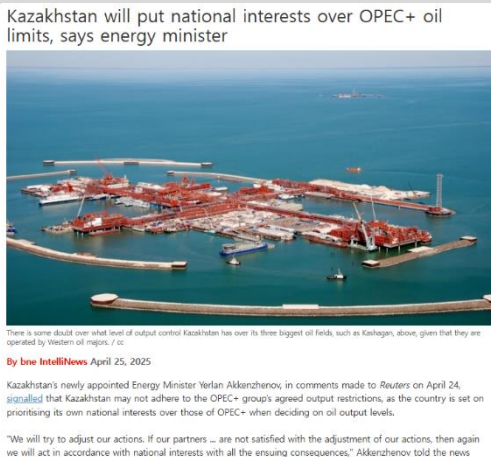 Kazakhstan will put national interests over OPEC+ oil
limits, says energy minister
There is some doubt over what level of output control Kazakhstan has over its three biggest oil fields, such as Kashagan, above, given that they are
operated by Western oil majors. / cc
By bne IntelliNews April 25, 2025
Kazakhstan's newly appointed Energy Minister Yerlan Akkenzhenov, in comments made to Reuters on April 24,
signalled that Kazakhstan may not adhere to the OPEC+ group's agreed output restrictions, as the country is set on
prioritising its own national interests over those of OPEC+ when deciding on oil output levels.
"We will try to adjust our actions. If our partners ... are not satisfied with the adjustment of our actions, then again
we will act in accordance with national interests with all the ensuing consequences," Akkenzhenov told the news